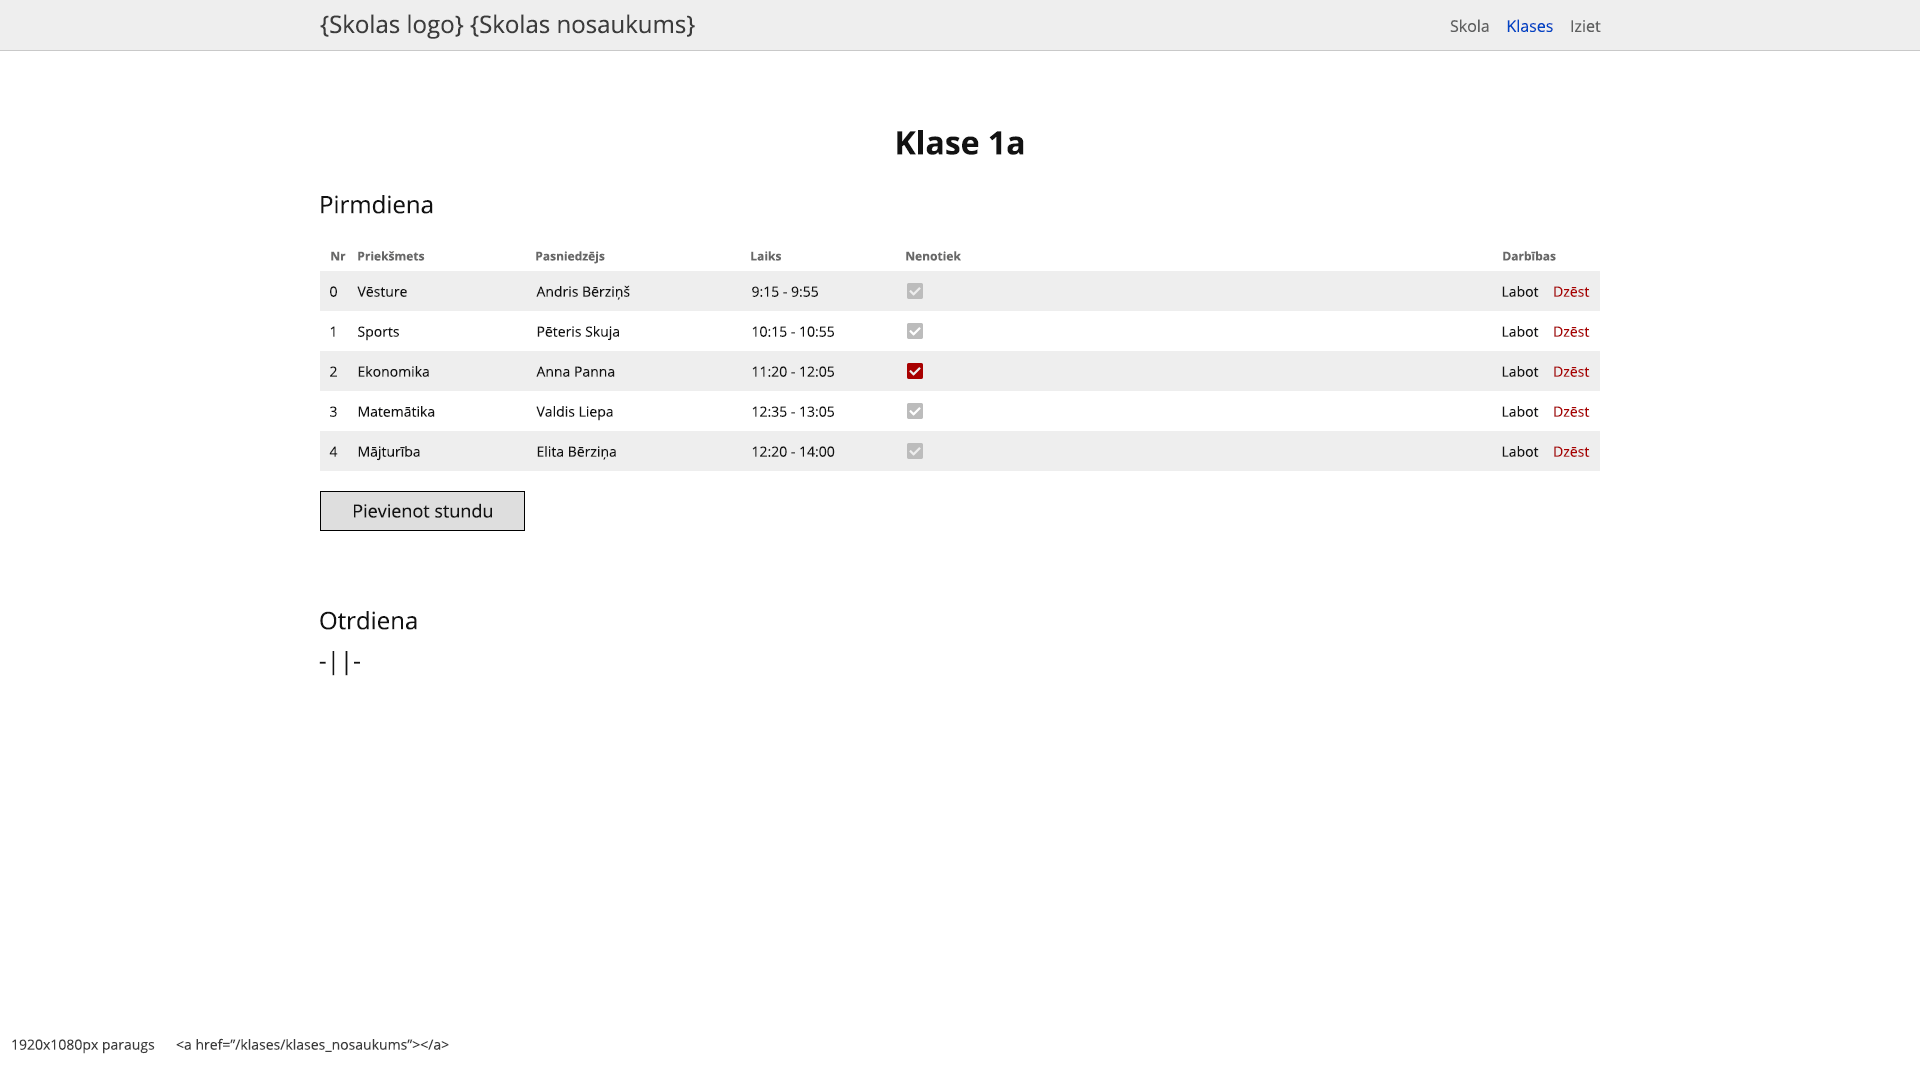 {Skolas logo} {Skolas nosaukums} Skola Klases Iziet
Klase 1a
Pirmdiena
Nr Priekšmets Pasniedzējs Laiks Nenotiek Darbības
0 Vēsture Andris Bērziņš 9:15 - 9:55 Labot Dzēst
1 Sports Pēteris Skuja 10:15 - 10:55 Labot Dzēst
2 Ekonomika Anna Panna 11:20 - 12:05 Labot Dzēst
3 Matemātika Valdis Liepa 12:35 - 13:05 Labot Dzēst
4 Mājturība Elita Bērziņa 12:20 - 14:00 Labot Dzēst
Pievienot stundu
Otrdiena
-||-
1920x1080px paraugs <a href=”/klases/klases_nosaukums”></a>